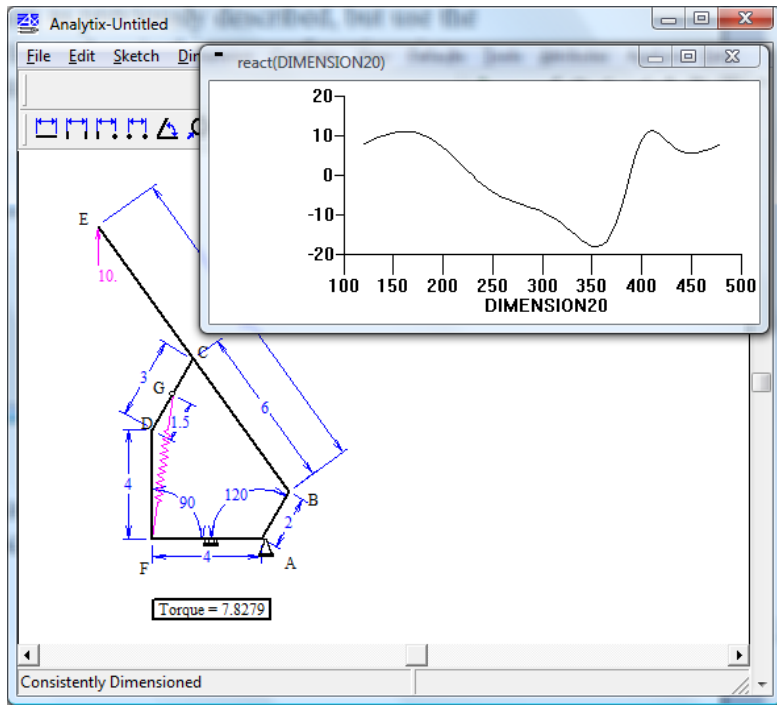 Analytix-Untitled
File Edit Sketch
react(DIMENSION20)
20
10
0
-10
-20
100 150 200 250 300 350 400 450 500
DIMENSION20
E
10.
C
3
G
D
1.5
6
4
90
120
B
2
F
4
A
Torque = 7.8279
Consistently Dimensioned